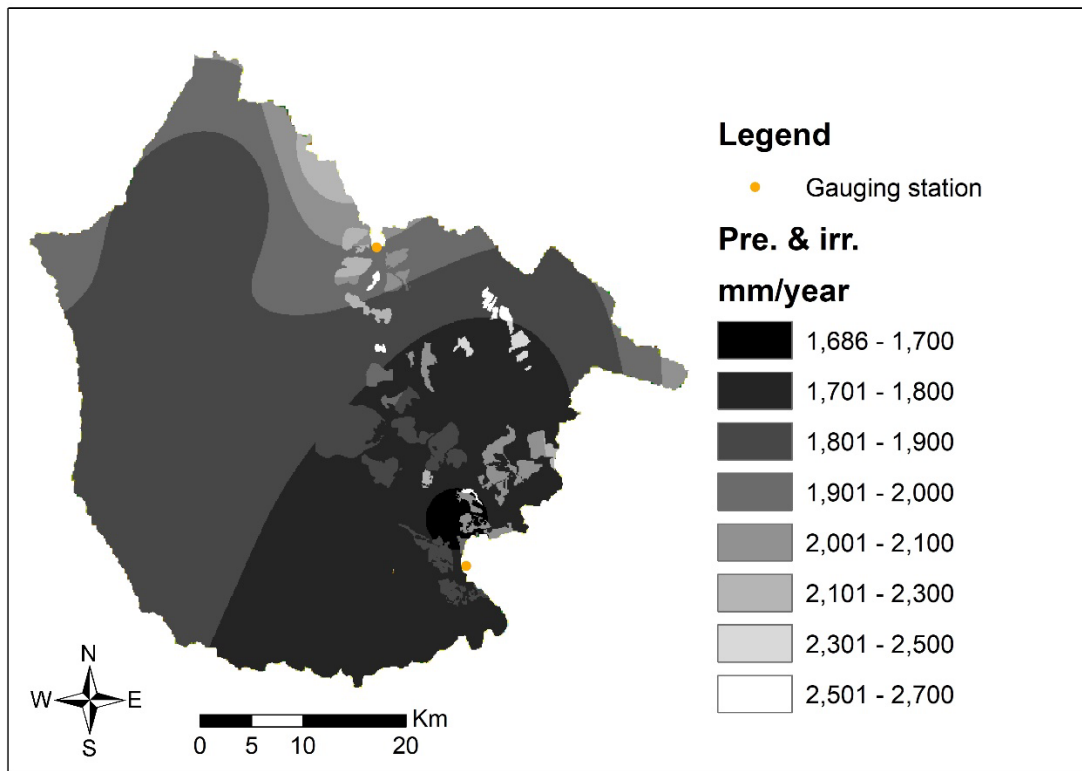 Legend
Gauging station
Pre. & irr.
mm/year
1,686 - 1,700
1,701 - 1,800
1,801 - 1,900
1,901 - 2,000
2,001 - 2,100
2,101 - 2,300
2,301 - 2,500
2,501 - 2,700
N
W E
S
Km
0 5 10 20